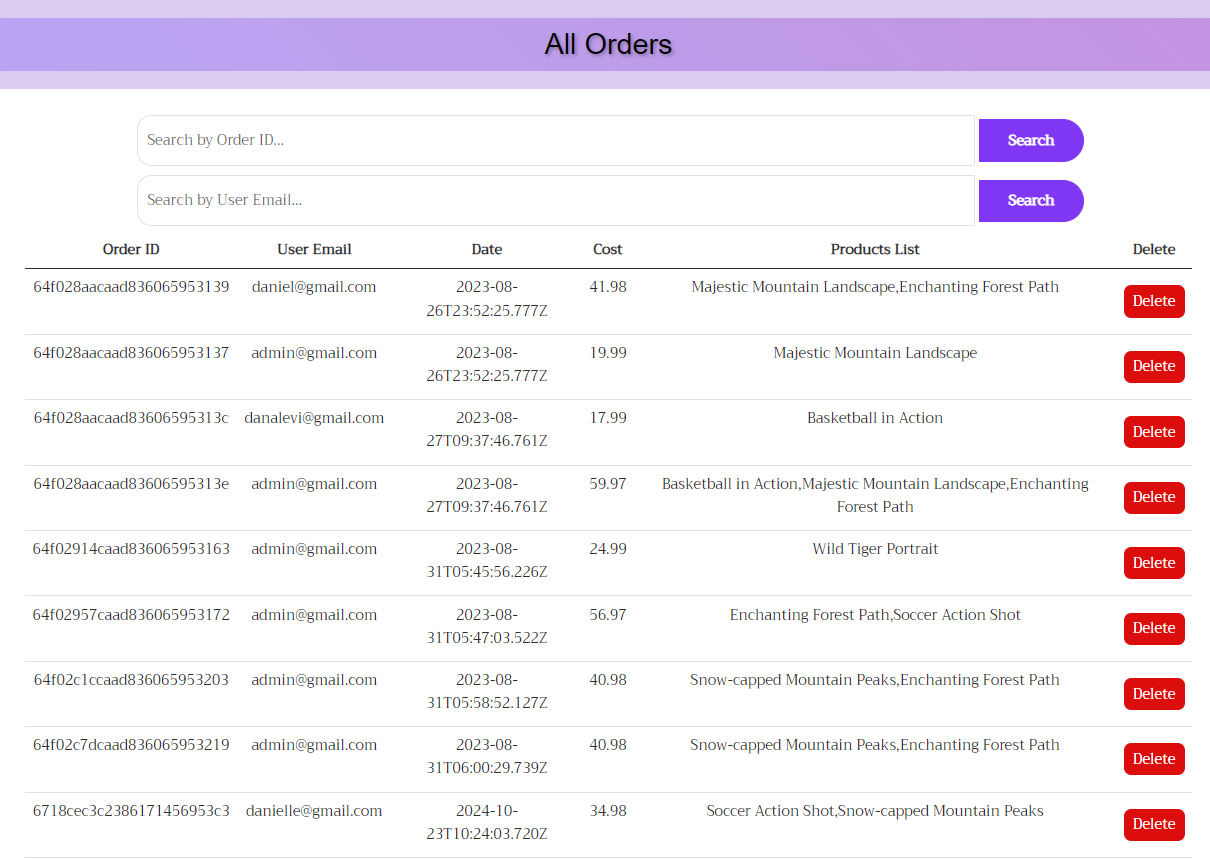 All Orders
Search by Order ID...
Search
Search by User Email...
Search
Order ID User Email Date Cost Products List Delete
64f028aacaad836065953139 daniel@gmail.com 2023-08- 41.98 Majestic Mountain Landscape,Enchanting Forest Path Delete
26T23:52:25.777Z
64f028aacaad836065953137 admin@gmail.com 2023-08- 19.99 Majestic Mountain Landscape Delete
26T23:52:25.777Z
64f028aacaad83606595313c danalevi@gmail.com 2023-08- 17.99 Basketball in Action Delete
27T09:37:46.761Z
64f028aacaad83606595313e admin@gmail.com 2023-08- 59.97 Basketball in Action,Majestic Mountain Landscape,Enchanting Delete
27T09:37:46.761Z Forest Path
64f02914caad836065953163 admin@gmail.com 2023-08- 24.99 Wild Tiger Portrait Delete
31T05:45:56.226Z
64f02957caad836065953172 admin@gmail.com 2023-08- 56.97 Enchanting Forest Path,Soccer Action Shot Delete
31T05:47:03.522Z
64f02c1ccaad836065953203 admin@gmail.com 2023-08- 40.98 Snow-capped Mountain Peaks,Enchanting Forest Path Delete
31T05:58:52.127Z
64f02c7dcaad836065953219 admin@gmail.com 2023-08- 40.98 Snow-capped Mountain Peaks,Enchanting Forest Path Delete
31T06:00:29.739Z
6718cec3c2386171456953c3 danielle@gmail.com 2024-10- 34.98 Soccer Action Shot,Snow-capped Mountain Peaks Delete
23T10:24:03.720Z